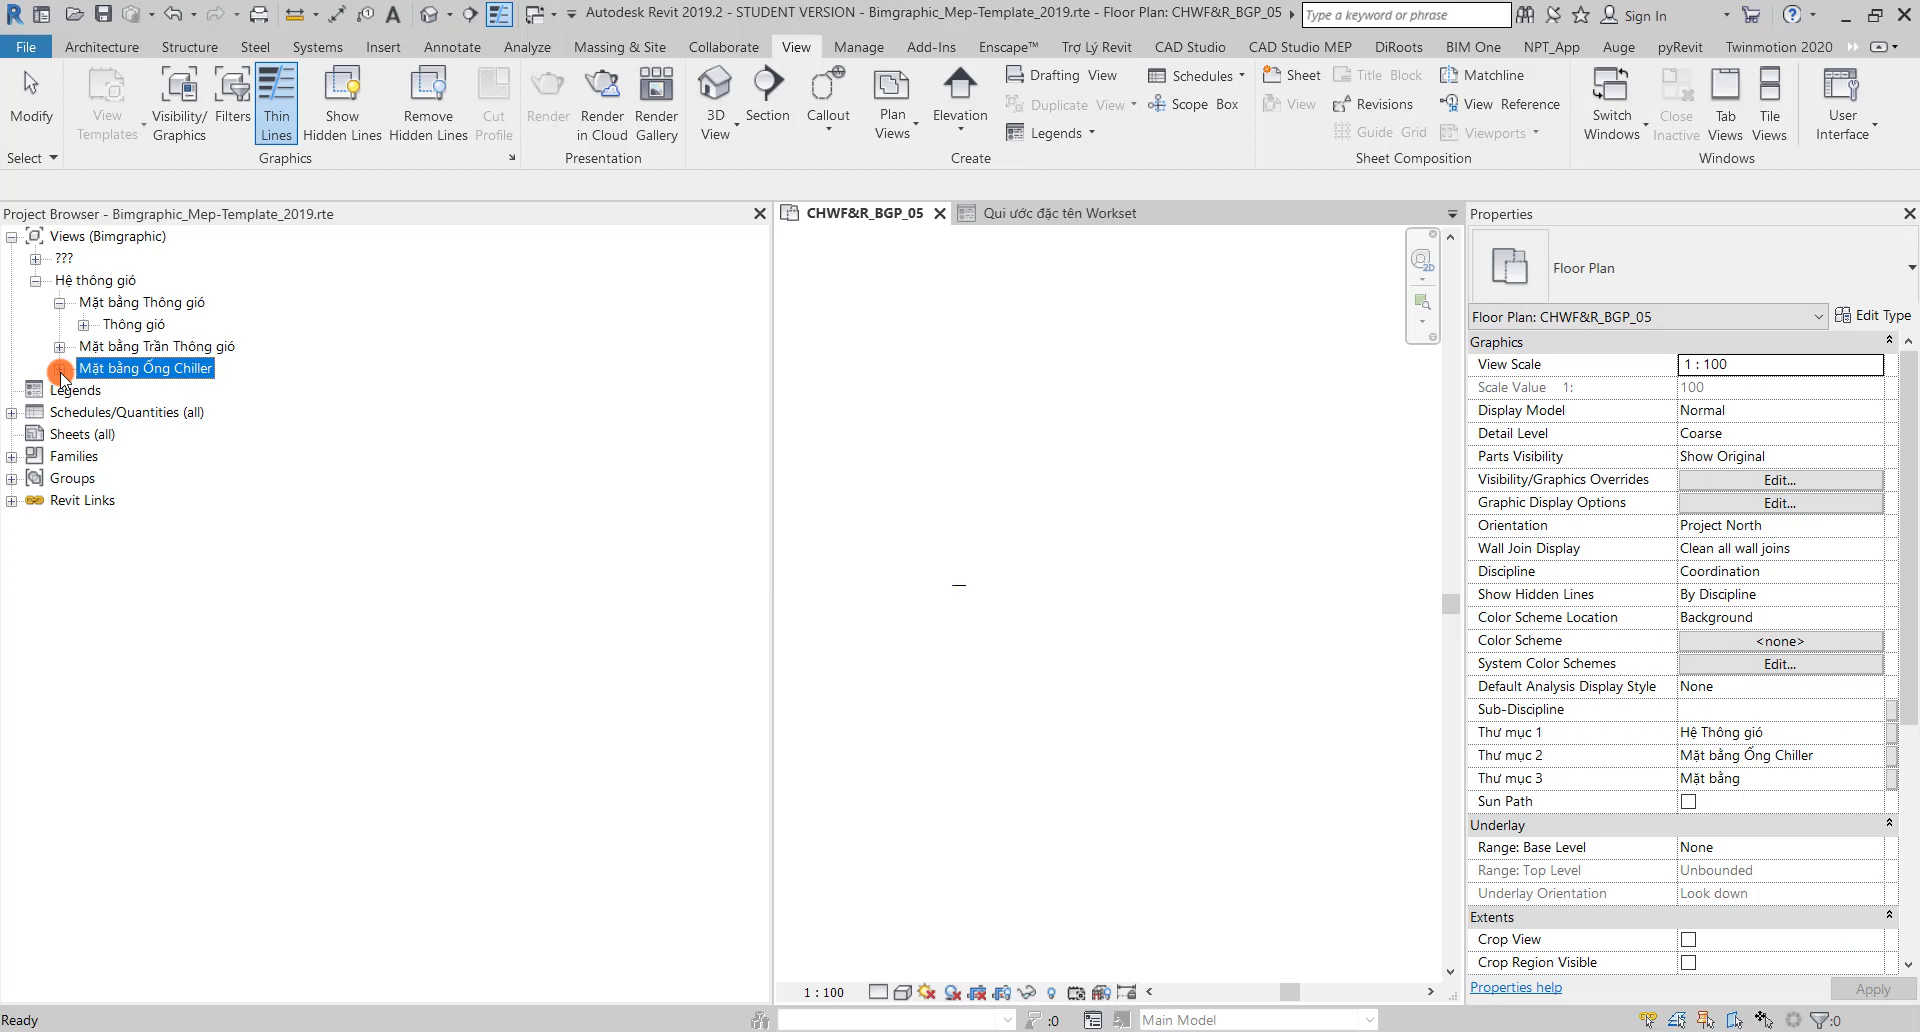 Autodesk Revit 2019.2 - STUDENT VERSION - Bimgraphic_Mep-Template_2019.rte - Floor Plan: CHWF&R_BGP_05
Type a keyword or phrase
Sign In
File Architecture Structure Steel Systems Insert Annotate Analyze Massing & Site Collaborate View Manage Add-Ins Enscape™ Trợ Lý Revit CAD Studio CAD Studio MEP DiRoots BIM One NPT_App Auge pyRevit Twinmotion 2020
Modify
View Templates
Visibility/ Graphics
Filters
Thin Lines
Show Hidden Lines
Remove Hidden Lines
Cut Profile
Render
Render in Cloud
Render Gallery
3D View
Section
Callout
Plan Views
Elevation
Drafting View
Duplicate View
Legends
Schedules
Scope Box
Sheet
View
Title Block
Revisions
Guide Grid
Matchline
View Reference
Viewports
Switch Windows
Close Inactive
Tab Views
Tile Views
User Interface
Select Graphics Presentation Create Sheet Composition Windows
Project Browser - Bimgraphic_Mep-Template_2019.rte
Views (Bimgraphic)
???
Hệ thông gió
Mặt bằng Thông gió
Thông gió
Mặt bằng Trần Thông gió
Mặt bằng Ống Chiller
Legends
Schedules/Quantities (all)
Sheets (all)
Families
Groups
Revit Links
CHWF&R_BGP_05
Qui ước đặc tên Workset
2D
1 : 100
Properties
Floor Plan
Floor Plan: CHWF&R_BGP_05 Edit Type
Graphics
View Scale 1 : 100
Scale Value 1: 100
Display Model Normal
Detail Level Coarse
Parts Visibility Show Original
Visibility/Graphics Overrides Edit...
Graphic Display Options Edit...
Orientation Project North
Wall Join Display Clean all wall joins
Discipline Coordination
Show Hidden Lines By Discipline
Color Scheme Location Background
Color Scheme <none>
System Color Schemes Edit...
Default Analysis Display Style None
Sub-Discipline
Thư mục 1 Hệ Thông gió
Thư mục 2 Mặt bằng Ống Chiller
Thư mục 3 Mặt bằng
Sun Path
Underlay
Range: Base Level None
Range: Top Level Unbounded
Underlay Orientation Look down
Extents
Crop View
Crop Region Visible
Properties help Apply
Ready :0 Main Model :0